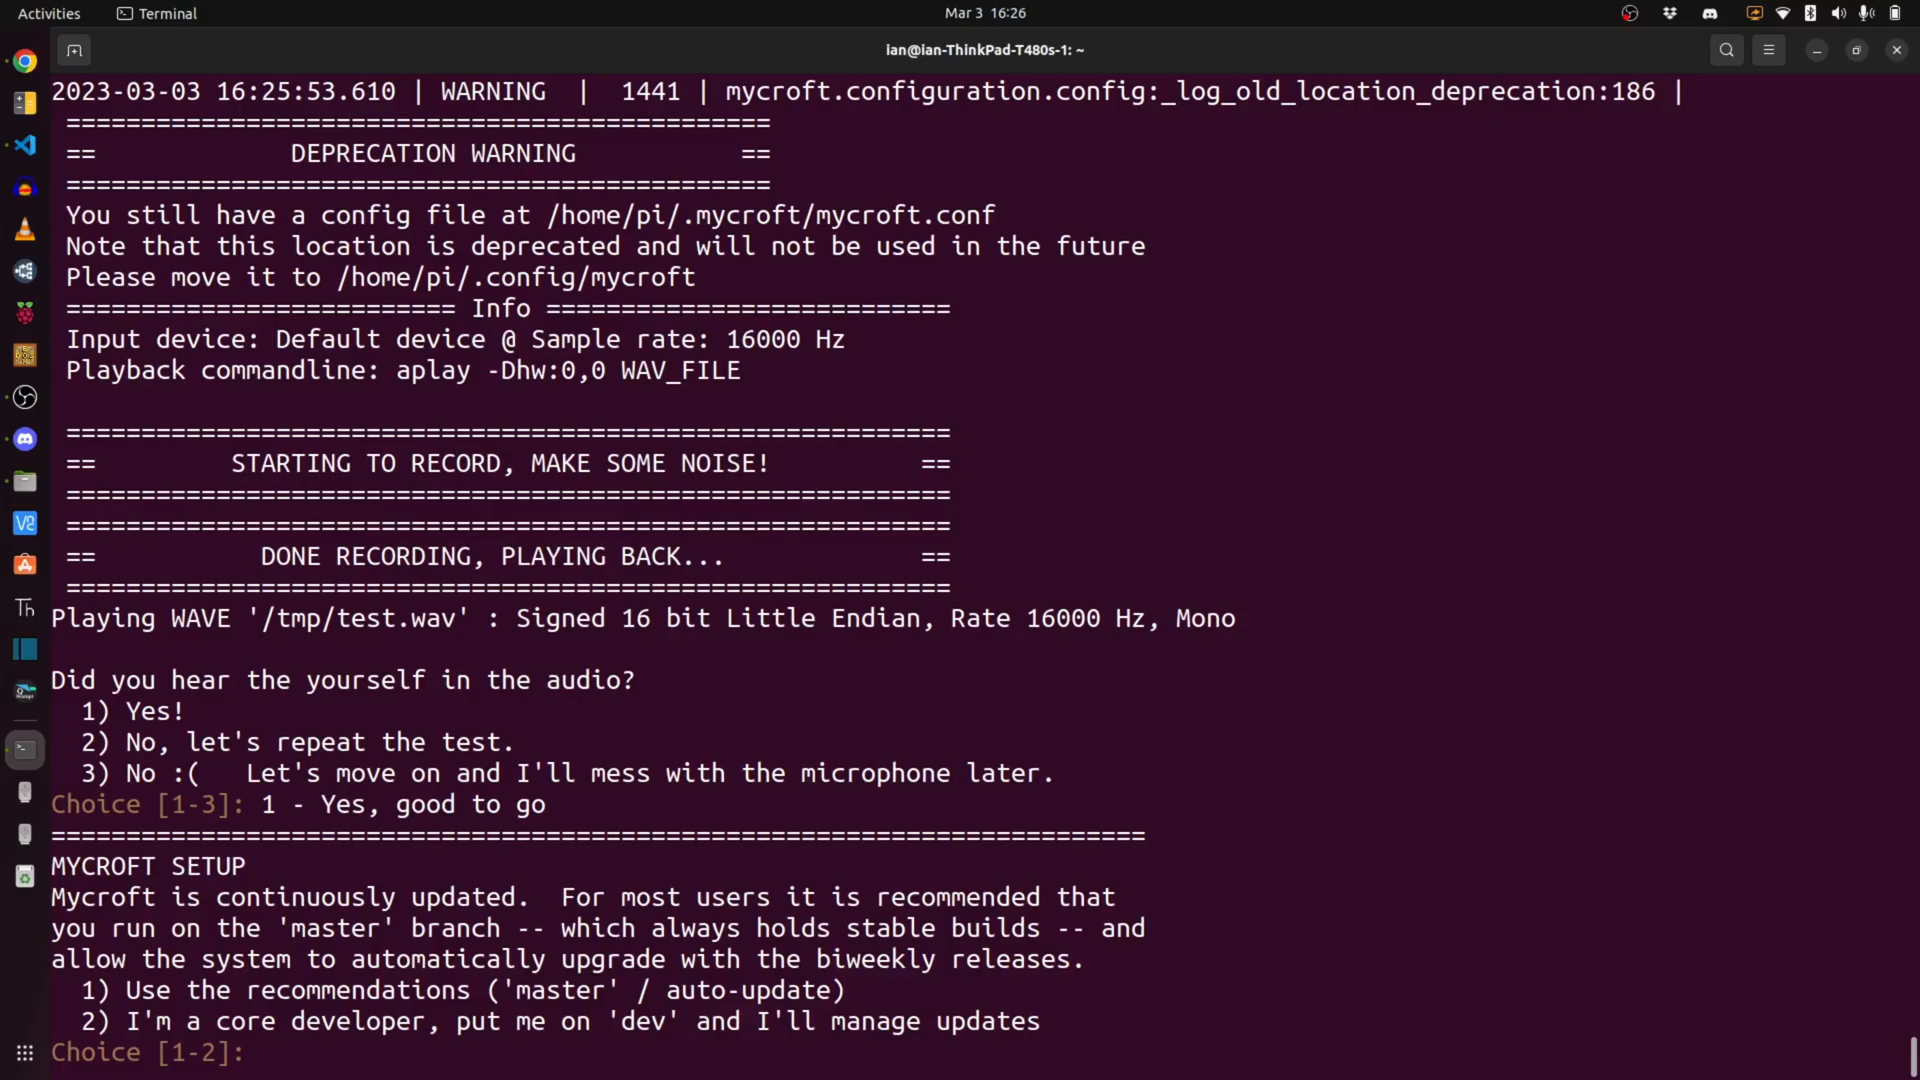 Activities Terminal Mar 3 16:26
ian@ian-ThinkPad-T480s-1: ~
2023-03-03 16:25:53.610 | WARNING  |  1441 | mycroft.configuration.config:_log_old_location_deprecation:186 |
===============================================
==             DEPRECATION WARNING           ==
===============================================
You still have a config file at /home/pi/.mycroft/mycroft.conf
Note that this location is deprecated and will not be used in the future
Please move it to /home/pi/.config/mycroft
========================== Info ===========================
Input device: Default device @ Sample rate: 16000 Hz
Playback commandline: aplay -Dhw:0,0 WAV_FILE
===========================================================
==         STARTING TO RECORD, MAKE SOME NOISE!          ==
===========================================================
===========================================================
==           DONE RECORDING, PLAYING BACK...             ==
===========================================================
Playing WAVE '/tmp/test.wav' : Signed 16 bit Little Endian, Rate 16000 Hz, Mono
Did you hear the yourself in the audio?
1) Yes!
2) No, let's repeat the test.
3) No :(   Let's move on and I'll mess with the microphone later.
Choice [1-3]: 1 - Yes, good to go
=========================================================================
MYCROFT SETUP
Mycroft is continuously updated.  For most users it is recommended that
you run on the 'master' branch -- which always holds stable builds -- and
allow the system to automatically upgrade with the biweekly releases.
1) Use the recommendations ('master' / auto-update)
2) I'm a core developer, put me on 'dev' and I'll manage updates
Choice [1-2]:
V2
Th